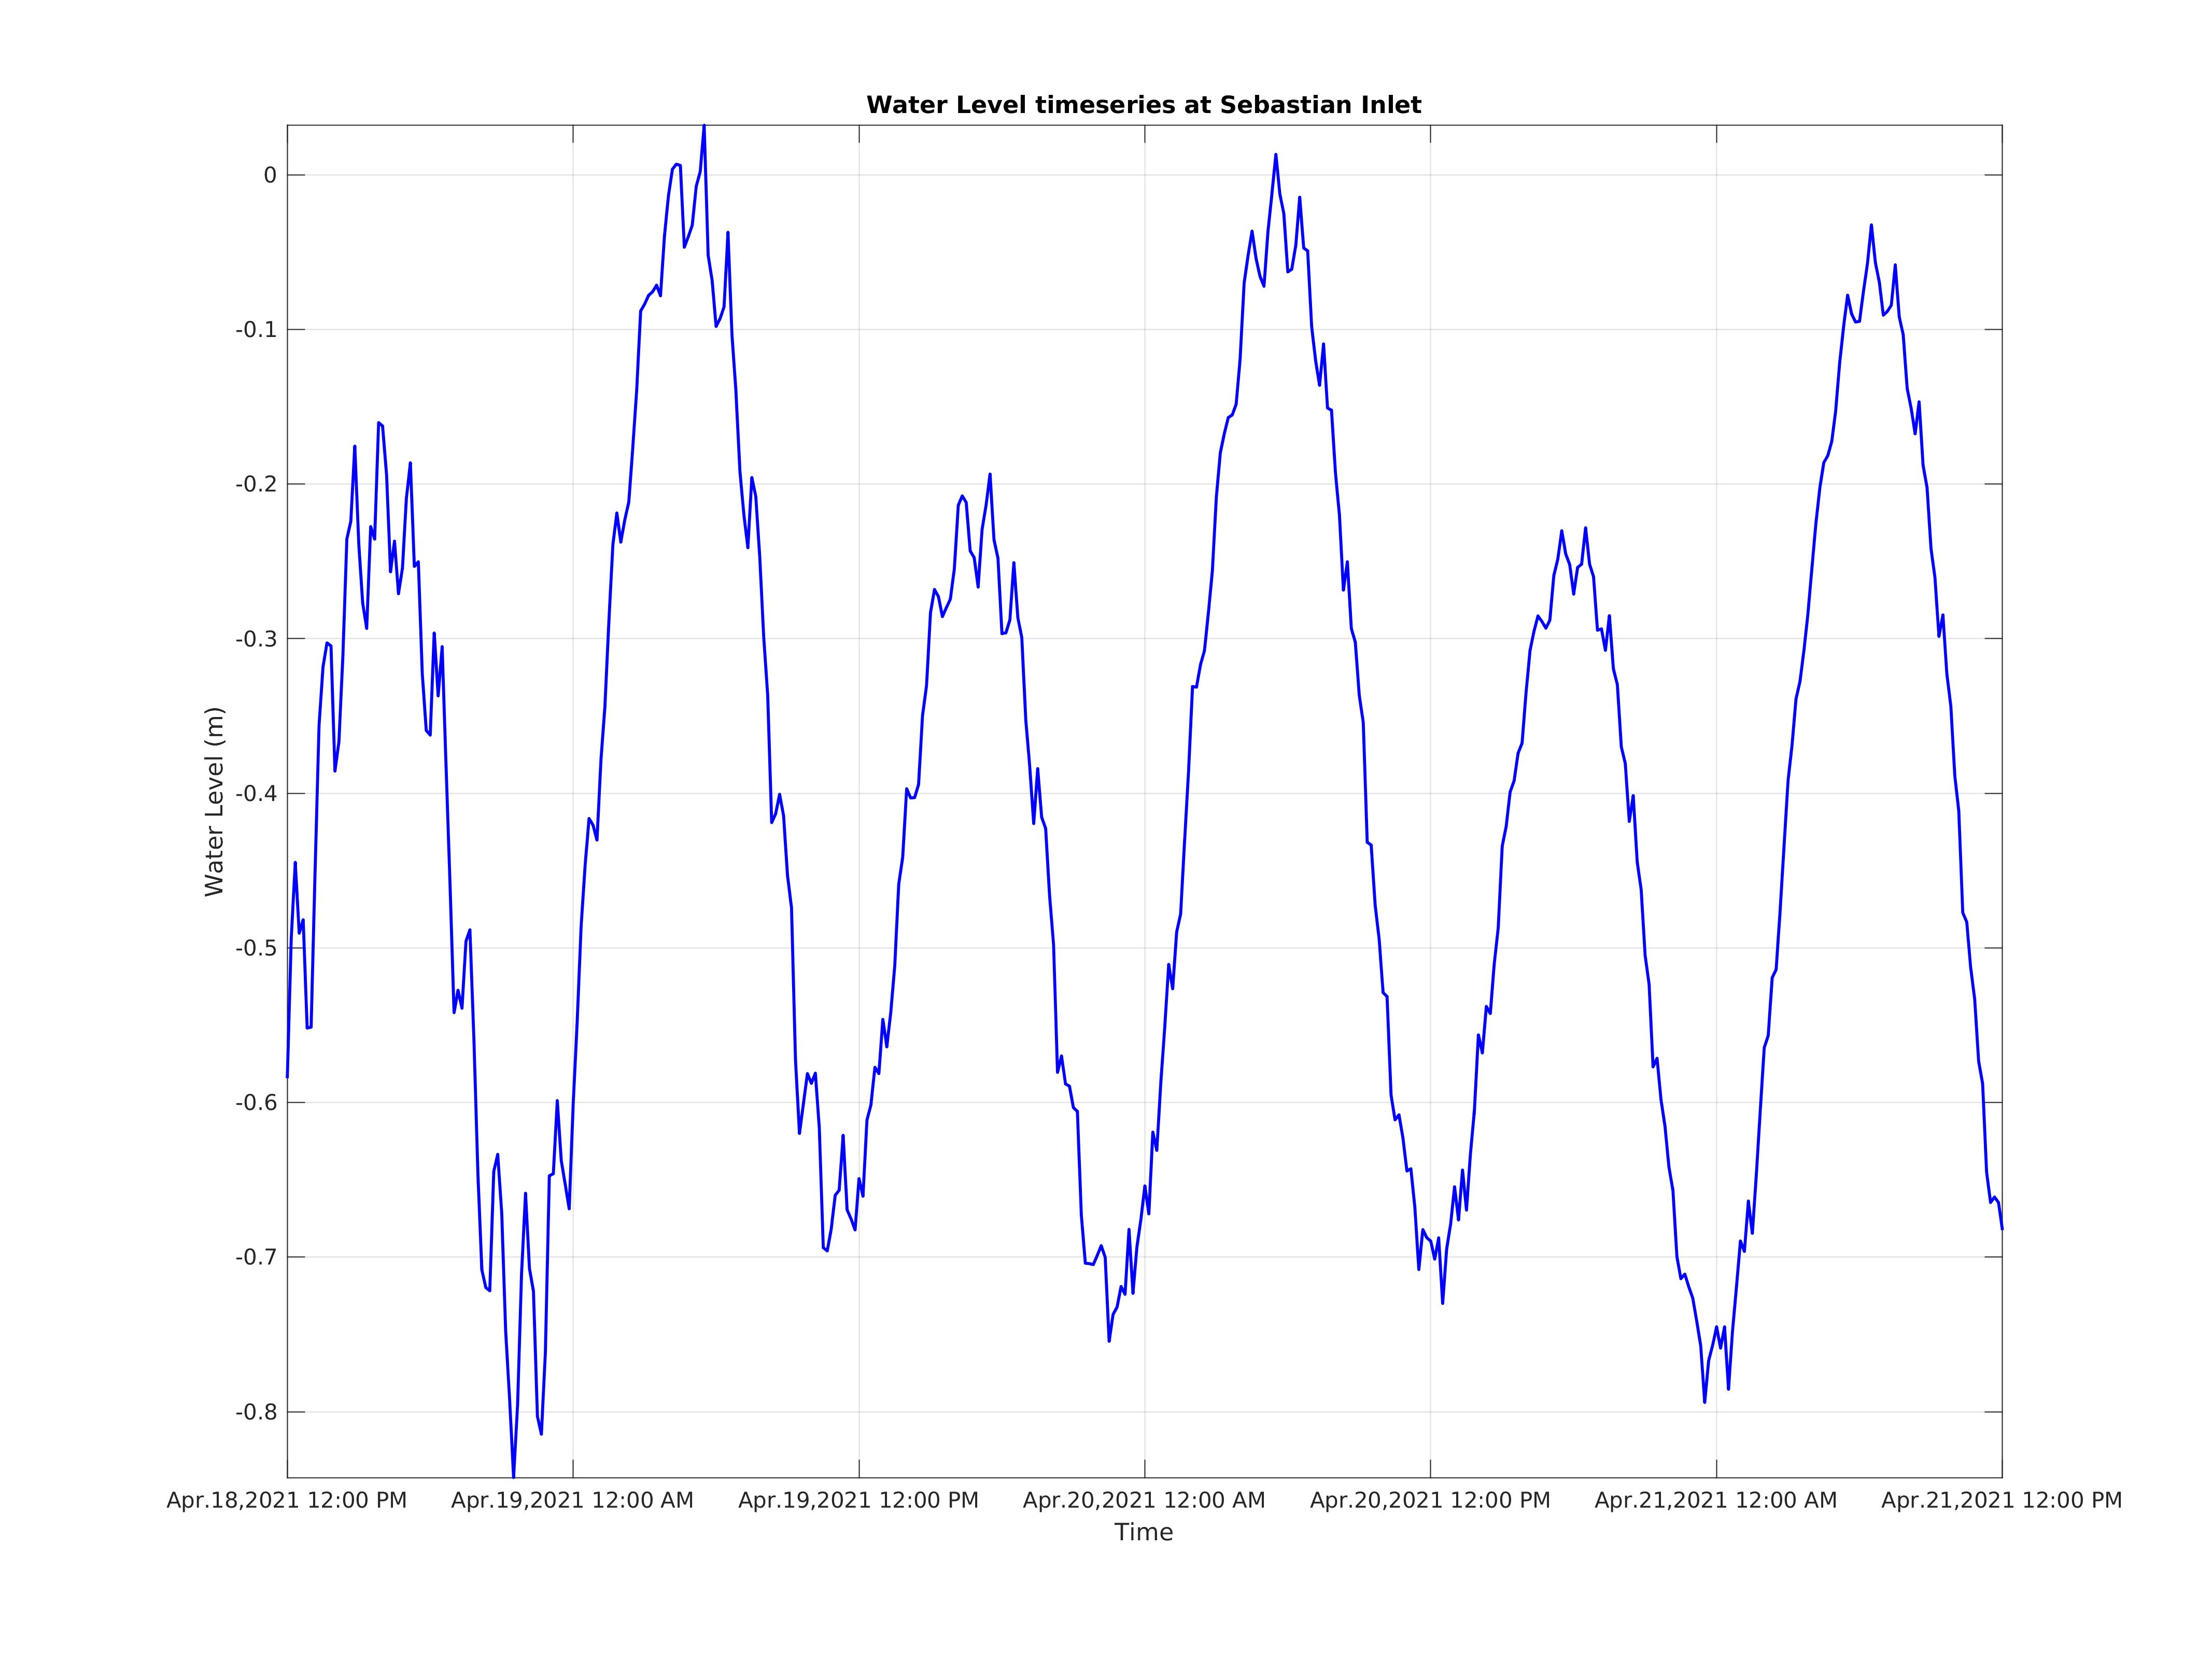 Water Level timeseries at Sebastian Inlet
0
-0.1
-0.2
-0.3
-0.4
-0.5
-0.6
-0.7
-0.8
Water Level (m)
Apr.18,2021 12:00 PM
Apr.19,2021 12:00 AM
Apr.19,2021 12:00 PM
Apr.20,2021 12:00 AM
Apr.20,2021 12:00 PM
Apr.21,2021 12:00 AM
Apr.21,2021 12:00 PM
Time